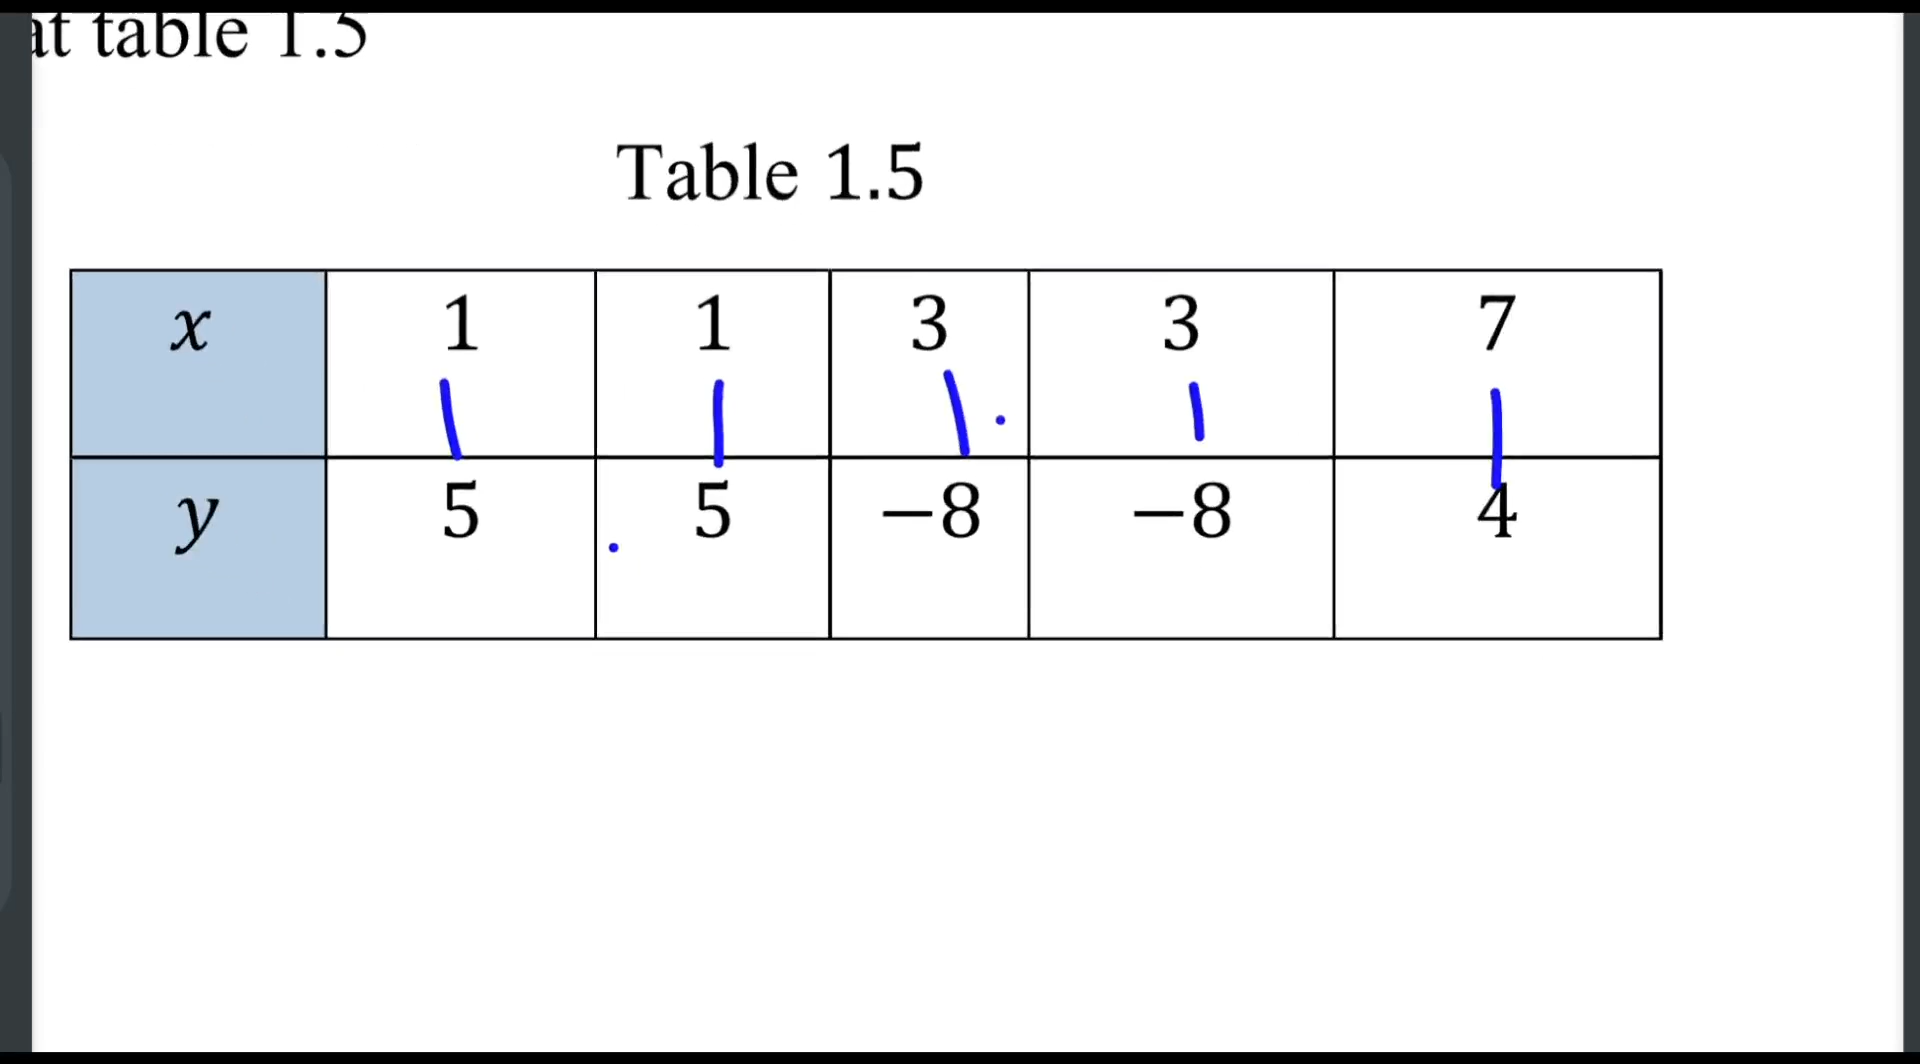 at table 1.5
Table 1.5
x 1 1 3 3 7
y 5 5 −8 −8 4